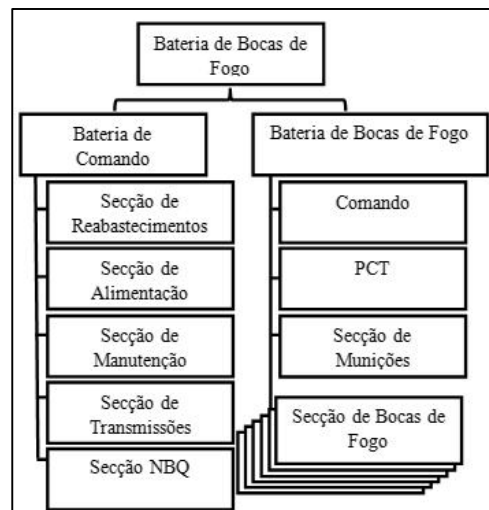 Bateria de Bocas de
Fogo
Bateria de
Comando
Secção de
Reabastecimentos
Secção de
Alimentação
Secção de
Manutenção
Secção de
Transmissões
Secção NBQ
Bateria de Bocas de Fogo
Comando
PCT
Secção de
Munições
Secção de Bocas de
Fogo